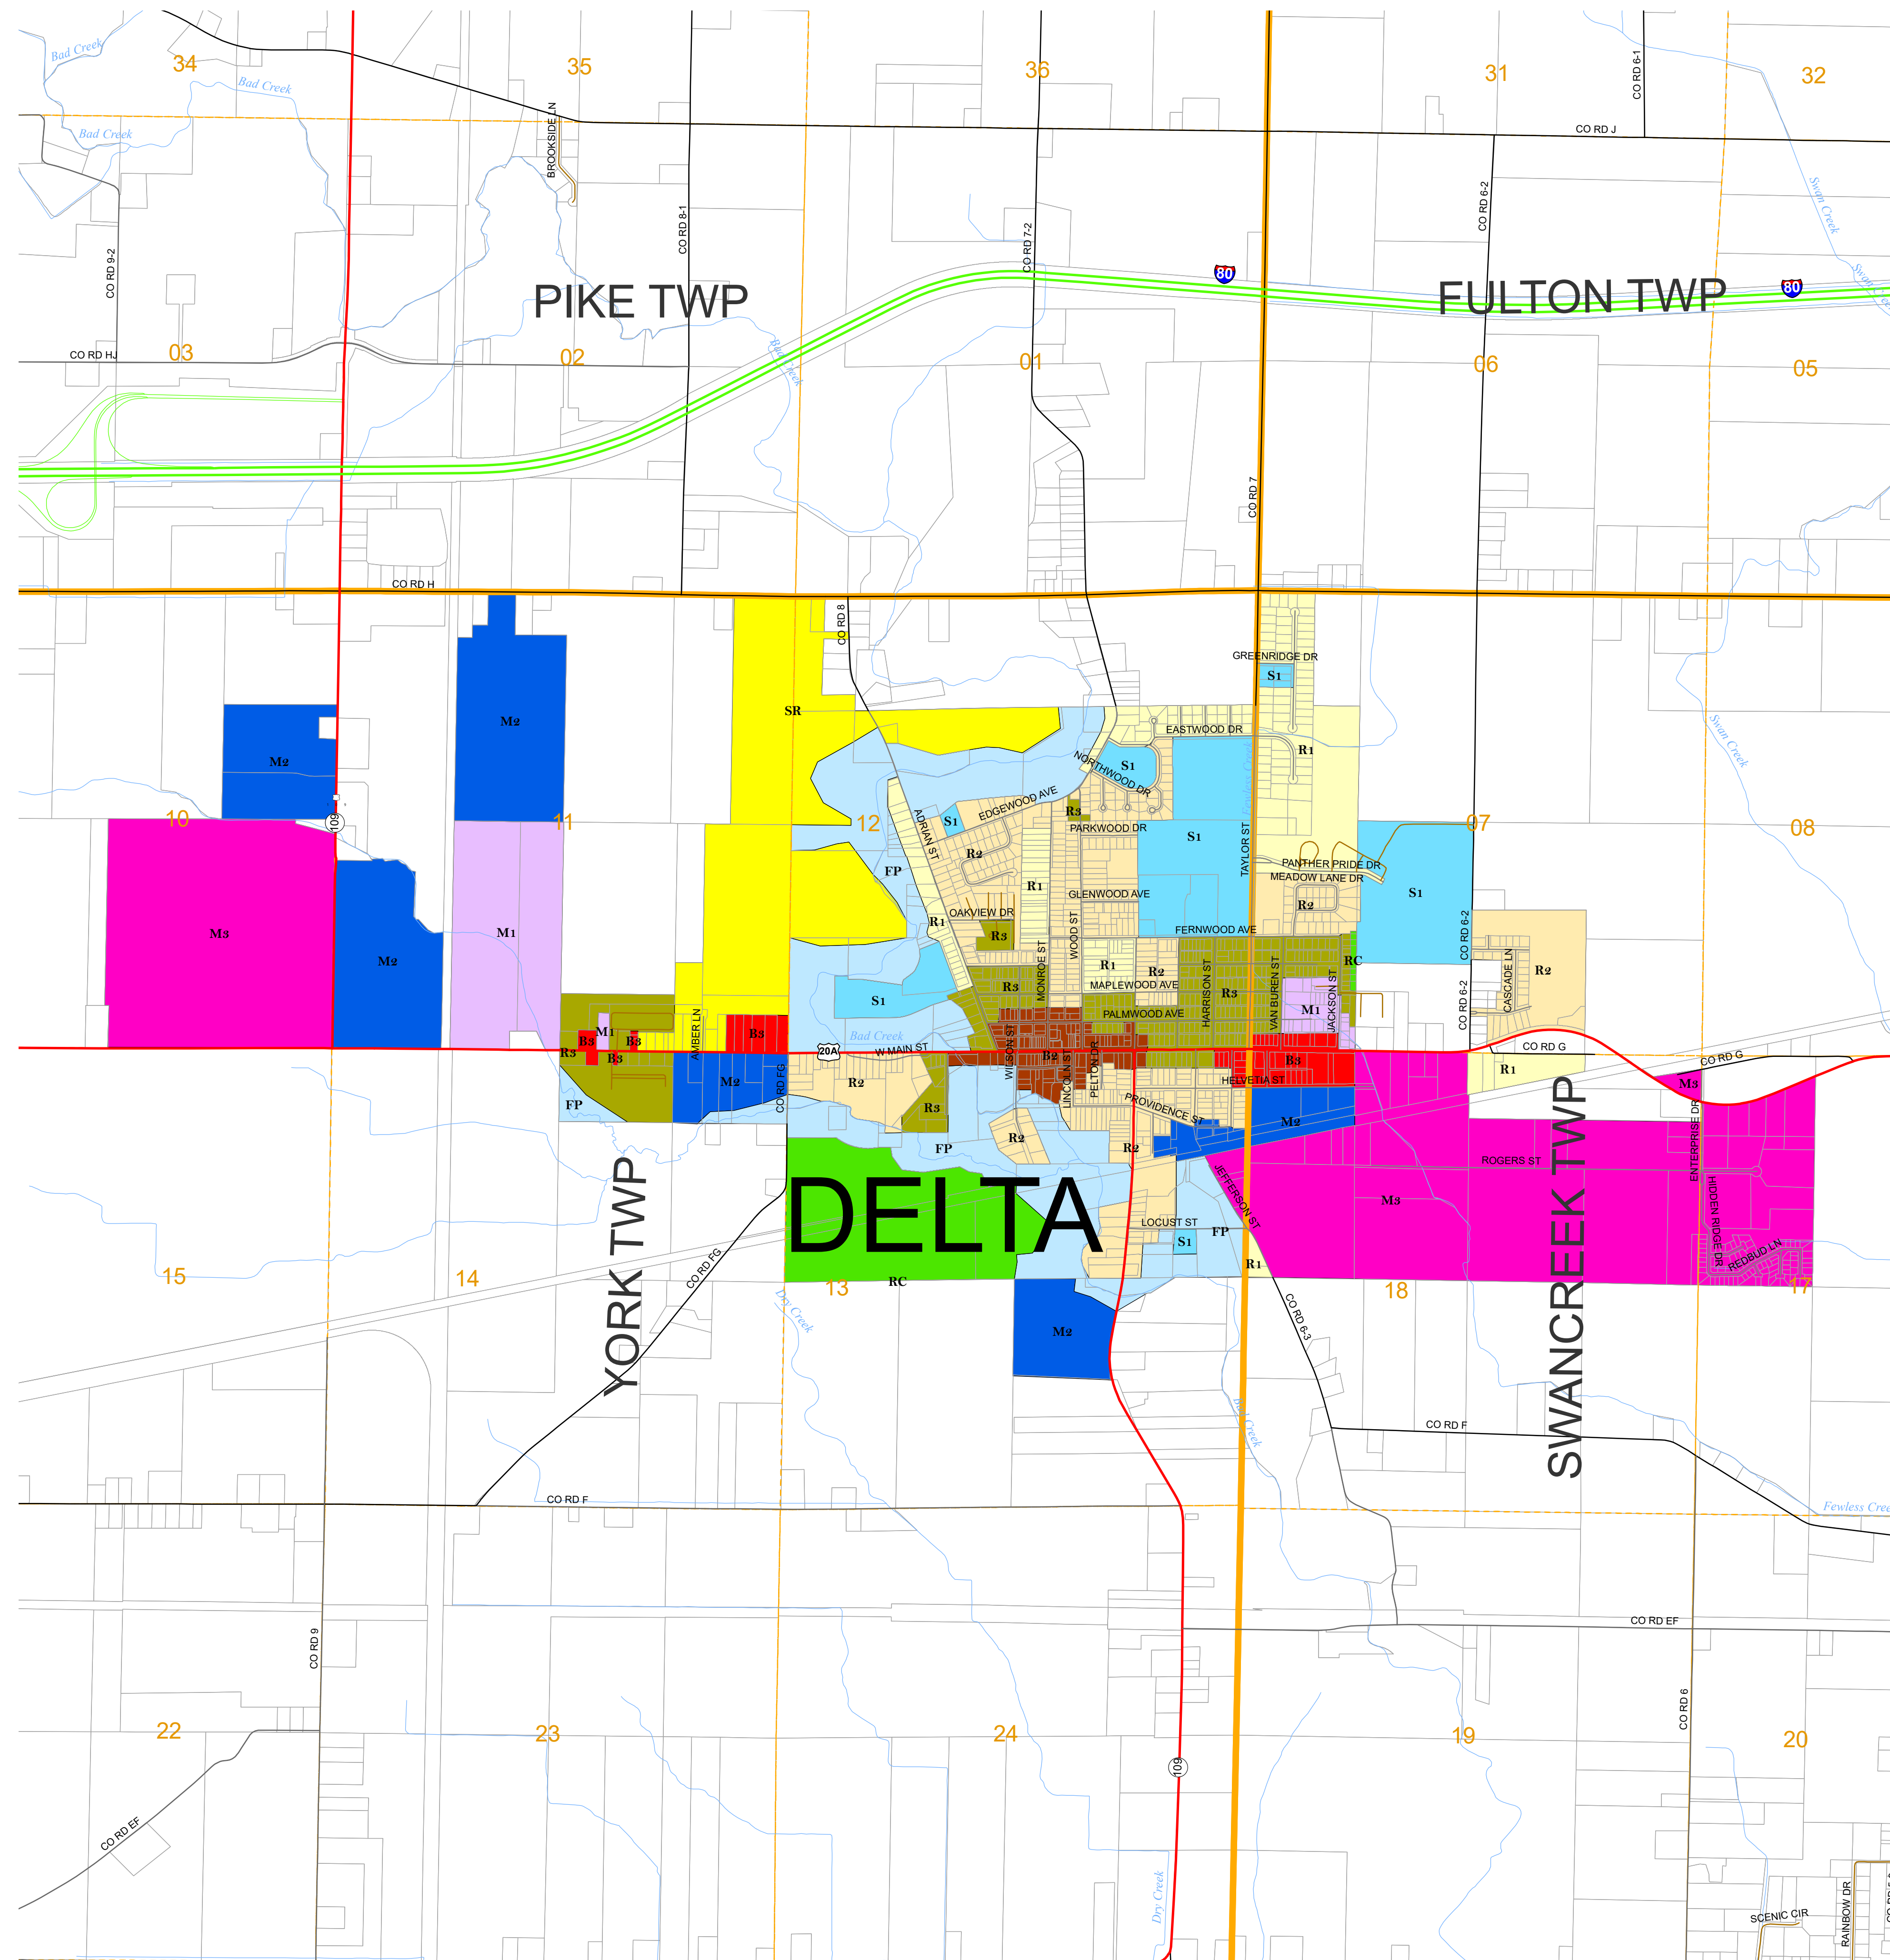 Bad Creek
34
35
36
31
32
CO RD 6-1
Bad Creek
Bad Creek
BROOKSIDE LN
CO RD J
CO RD 9-2
CO RD 8-1
CO RD 7-2
CO RD 6-2
Swan Creek
PIKE TWP
80
FULTON TWP
80
CO RD HJ
03
02
Bad Creek
01
06
05
CO RD 7
CO RD H
CO RD 8
GREENRIDGE DR
S1
SR
M2
EASTWOOD DR
R1
Swan Creek
M2
NORTHWOOD DR
S1
Fewless Creek
10
109
11
12
S1
EDGEWOOD AVE
R3
PARKWOOD DR
S1
TAYLOR ST
07
08
ADRIAN ST
R2
FP
R1
GLENWOOD AVE
PANTHER PRIDE DR
MEADOW LANE DR
R2
S1
M3
M2
M1
R1
OAKVIEW DR
R3
MONROE ST
WOOD ST
FERNWOOD AVE
CO RD 6-2
RC
R1
R2
CASCADE LN
R2
S1
R3
MAPLEWOOD AVE
HARRISON ST
R3
VAN BUREN ST
JACKSON ST
M1
CO RD 6-2
PALMWOOD AVE
AMBER LN
M1
B3
B3
B3
B3
R3
Bad Creek
20A
W MAIN ST
WILSON ST
B2
LINCOLN ST
PELTON DR
B3
CO RD G
CO RD G
R1
M2
CO RD FG
R2
HELVETIA ST
M3
FP
R3
PROVIDENCE ST
M2
ENTERPRISE DR
R2
FP
R2
ROGERS ST
YORK TWP
DELTA
JEFFERSON ST
M3
SWANCREEK TWP
HIDDEN RIDGE DR
LOCUST ST
FP
S1
REDBUD LN
15
14
CO RD FG
RC
13
R1
18
17
Dry Creek
M2
CO RD 6-3
Bad Creek
CO RD F
CO RD F
CO RD 9
CO RD EF
CO RD 6
22
23
24
19
20
109
CO RD EF
Dry Creek
SCENIC CIR
RAINBOW DR